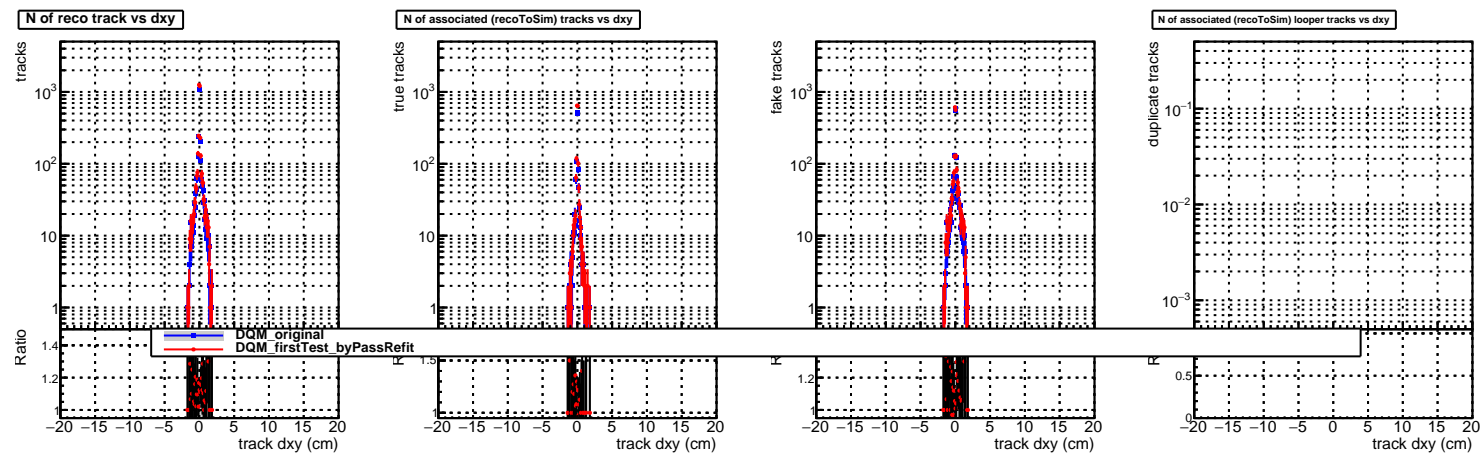 N of reco track vs dxy
N of associated (recoToSim) tracks vs dxy
N of associated (recoToSim) looper tracks vs dxy
tracks
10³
10²
10
1
Ratio
1.4
1.2
1
−20 −15 −10 −5 0 5 10 15 20
track dxy (cm)
true tracks
10³
10²
10
1
1.5
1
−20 −15 −10 −5 0 5 10 15 20
track dxy (cm)
fake tracks
10³
10²
10
1
−20 −15 −10 −5 0 5 10 15 20
track dxy (cm)
duplicate tracks
10⁻¹
10⁻²
10⁻³
0.5
0
−20 −15 −10 −5 0 5 10 15 20
track dxy (cm)
DQM_original
DQM_firstTest_byPassRefit